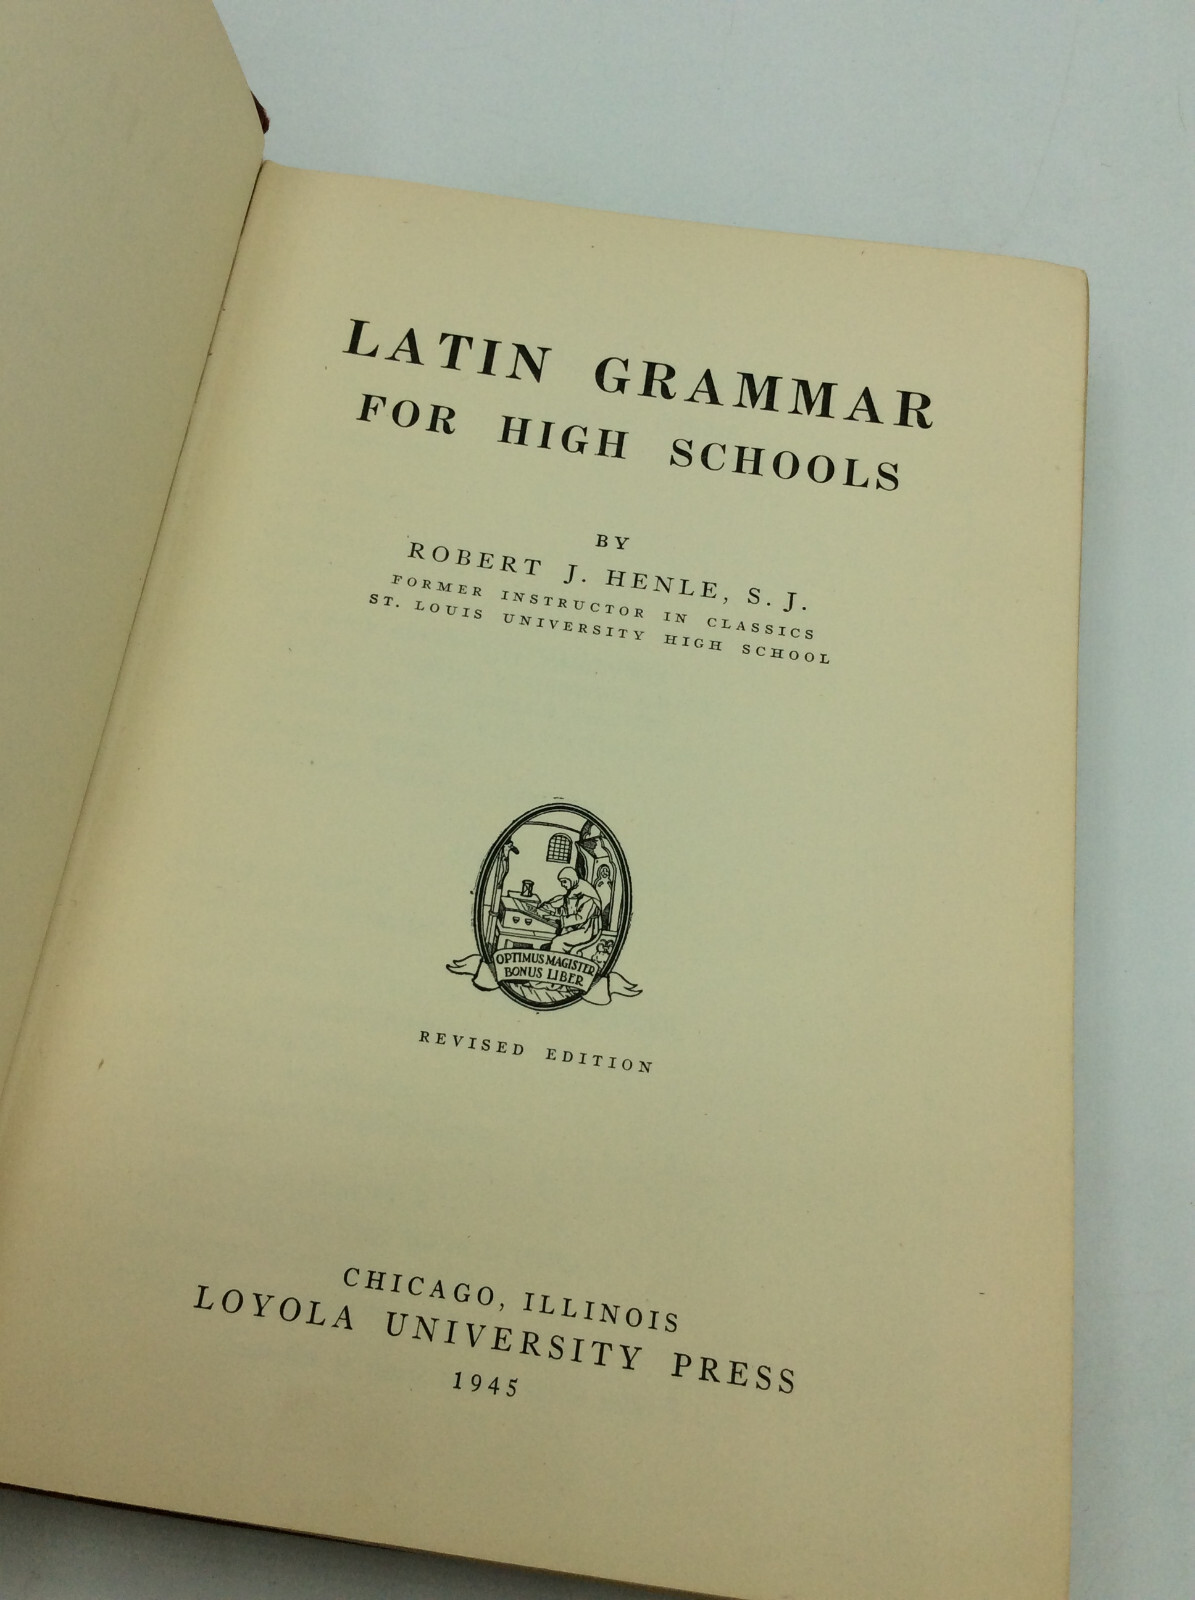 LATIN GRAMMAR
FOR HIGH SCHOOLS
BY
ROBERT J. HENLE, S. J.
FORMER INSTRUCTOR IN CLASSICS
ST. LOUIS UNIVERSITY HIGH SCHOOL
OPTIMUS MAGISTER
BONUS LIBER
REVISED EDITION
CHICAGO, ILLINOIS
LOYOLA UNIVERSITY PRESS
1945